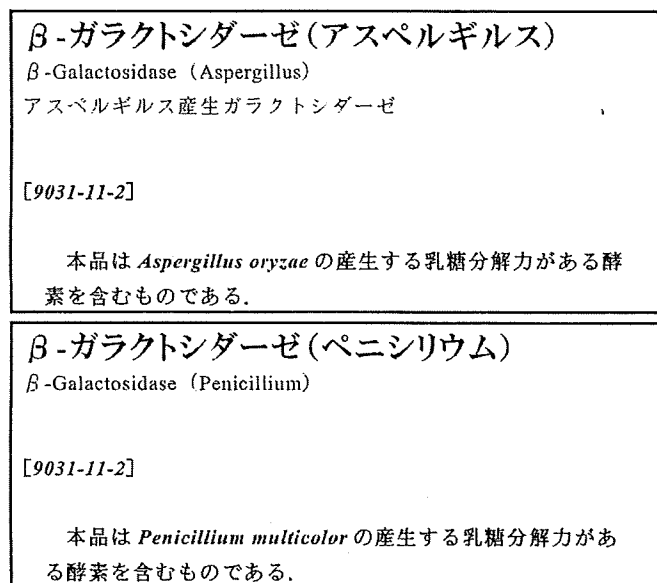 β-ガラクトシダーゼ(アスペルギルス)
β-Galactosidase (Aspergillus)
アスペルギルス産生ガラクトシダーゼ
[9031-11-2]
本品は Aspergillus oryzae の産生する乳糖分解力がある酵
素を含むものである.
β-ガラクトシダーゼ(ペニシリウム)
β-Galactosidase (Penicillium)
[9031-11-2]
本品は Penicillium multicolor の産生する乳糖分解力があ
る酵素を含むものである.